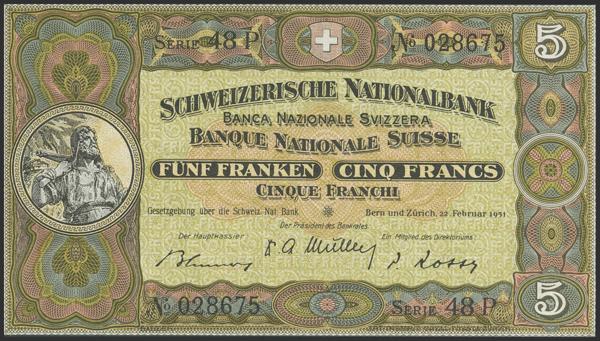 SERIE 48 P № 028675 5
SCHWEIZERISCHE NATIONALBANK
BANCA NAZIONALE SVIZZERA
BANQUE NATIONALE SUISSE
FÜNF FRANKEN CINQ FRANCS
CINQUE FRANCHI
Gesetzgebung über die Schweiz. Nat. Bank Bern und Zürich, 22. Februar 1951
Der Präsident des Bankrates
Der Hauptkassier Ein Mitglied des Direktoriums
P. A. Müller P. Rossy
№ 028675 SERIE 48 P 5